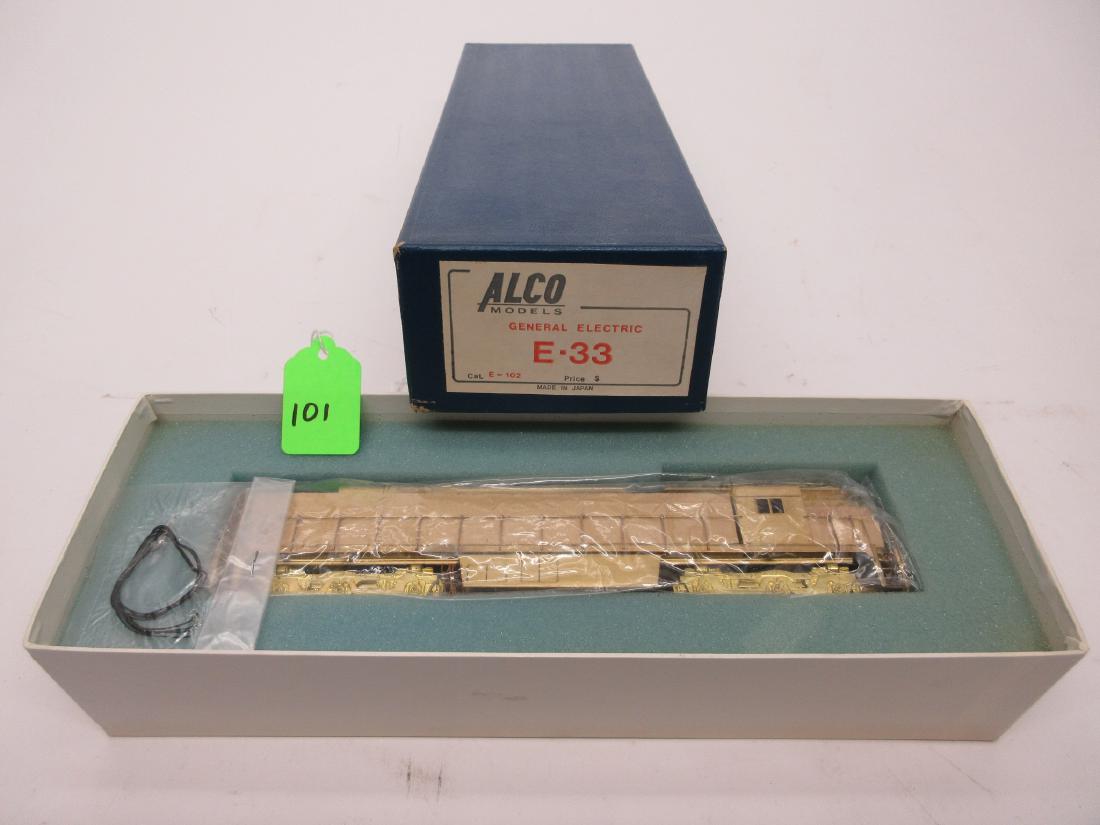 ALCO
MODELS
GENERAL ELECTRIC
E-33
Cat. E-102 Price $
MADE IN JAPAN
101